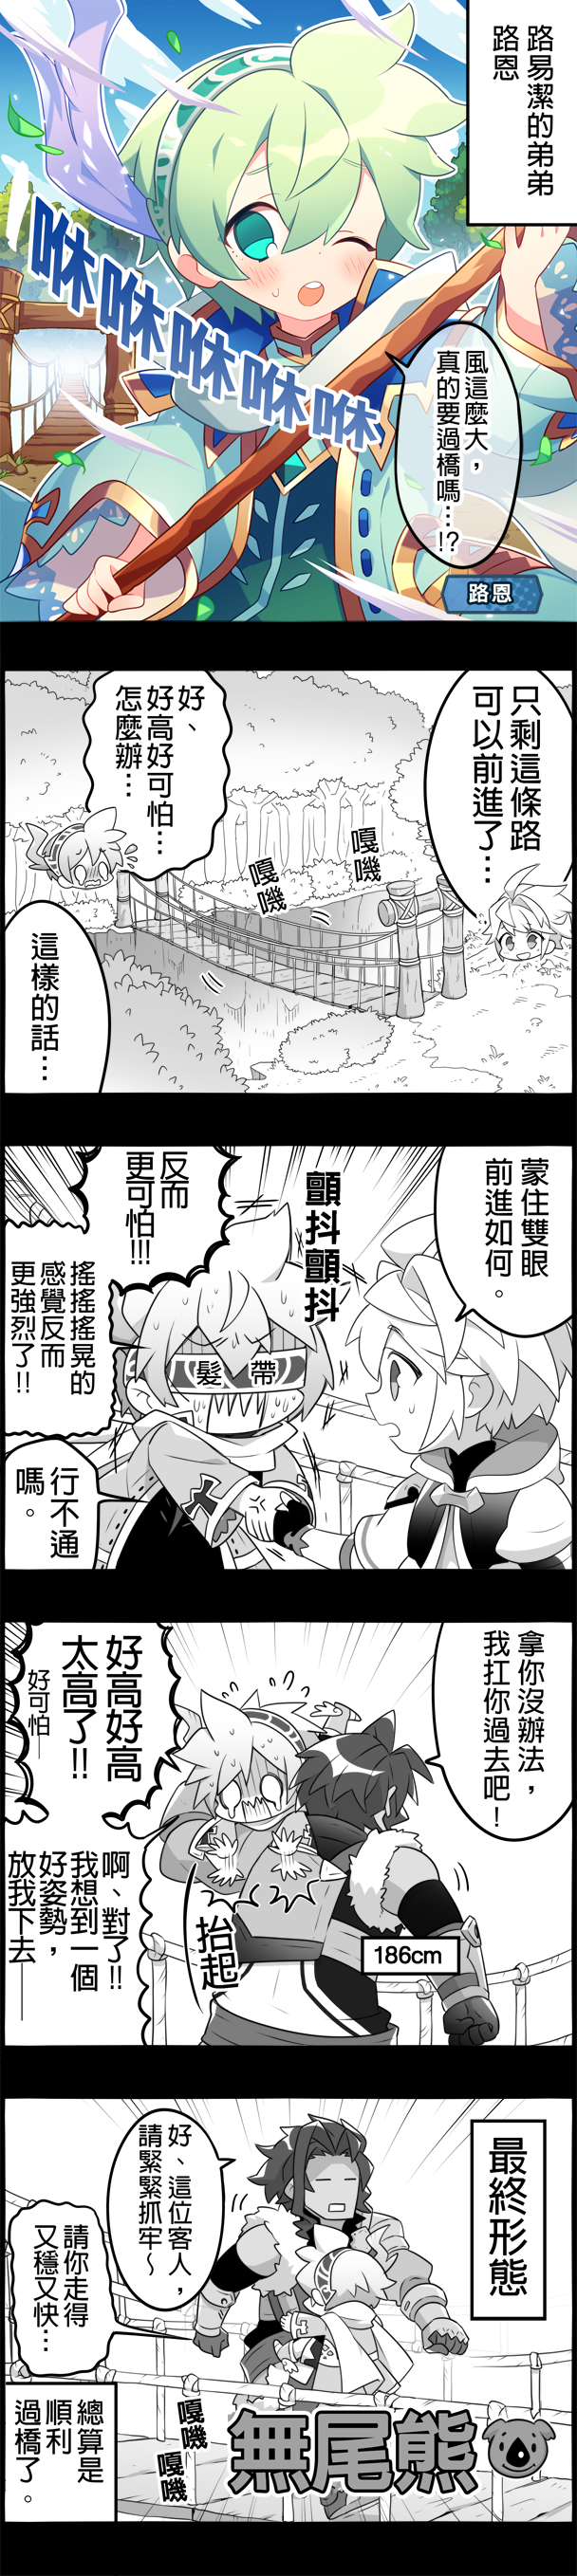 路易潔的弟弟
路恩
咻咻咻咻咻
風這麼大，
真的要過橋嗎…!?
路恩
只剩這條路
可以前進了…
嘎嘰
嘎嘰
好、
好高好可怕…
怎麼辦…
這樣的話…
蒙住雙眼
前進如何。
顫抖顫抖
髮帶
反而
更可怕!!!
搖搖搖晃的
感覺反而
更強烈了!!
行不通
嗎。
拿你沒辦法，
我扛你過去吧！
186cm
抬起
好高好高
太高了!!
好可怕——
啊、對了!!
我想到一個
好姿勢，
放我下去——
最終形態
好、這位客人，
請緊緊抓牢～
請你走得
又穩又快…
嘎嘰
嘎嘰
無尾熊
總算是
順利
過橋了。